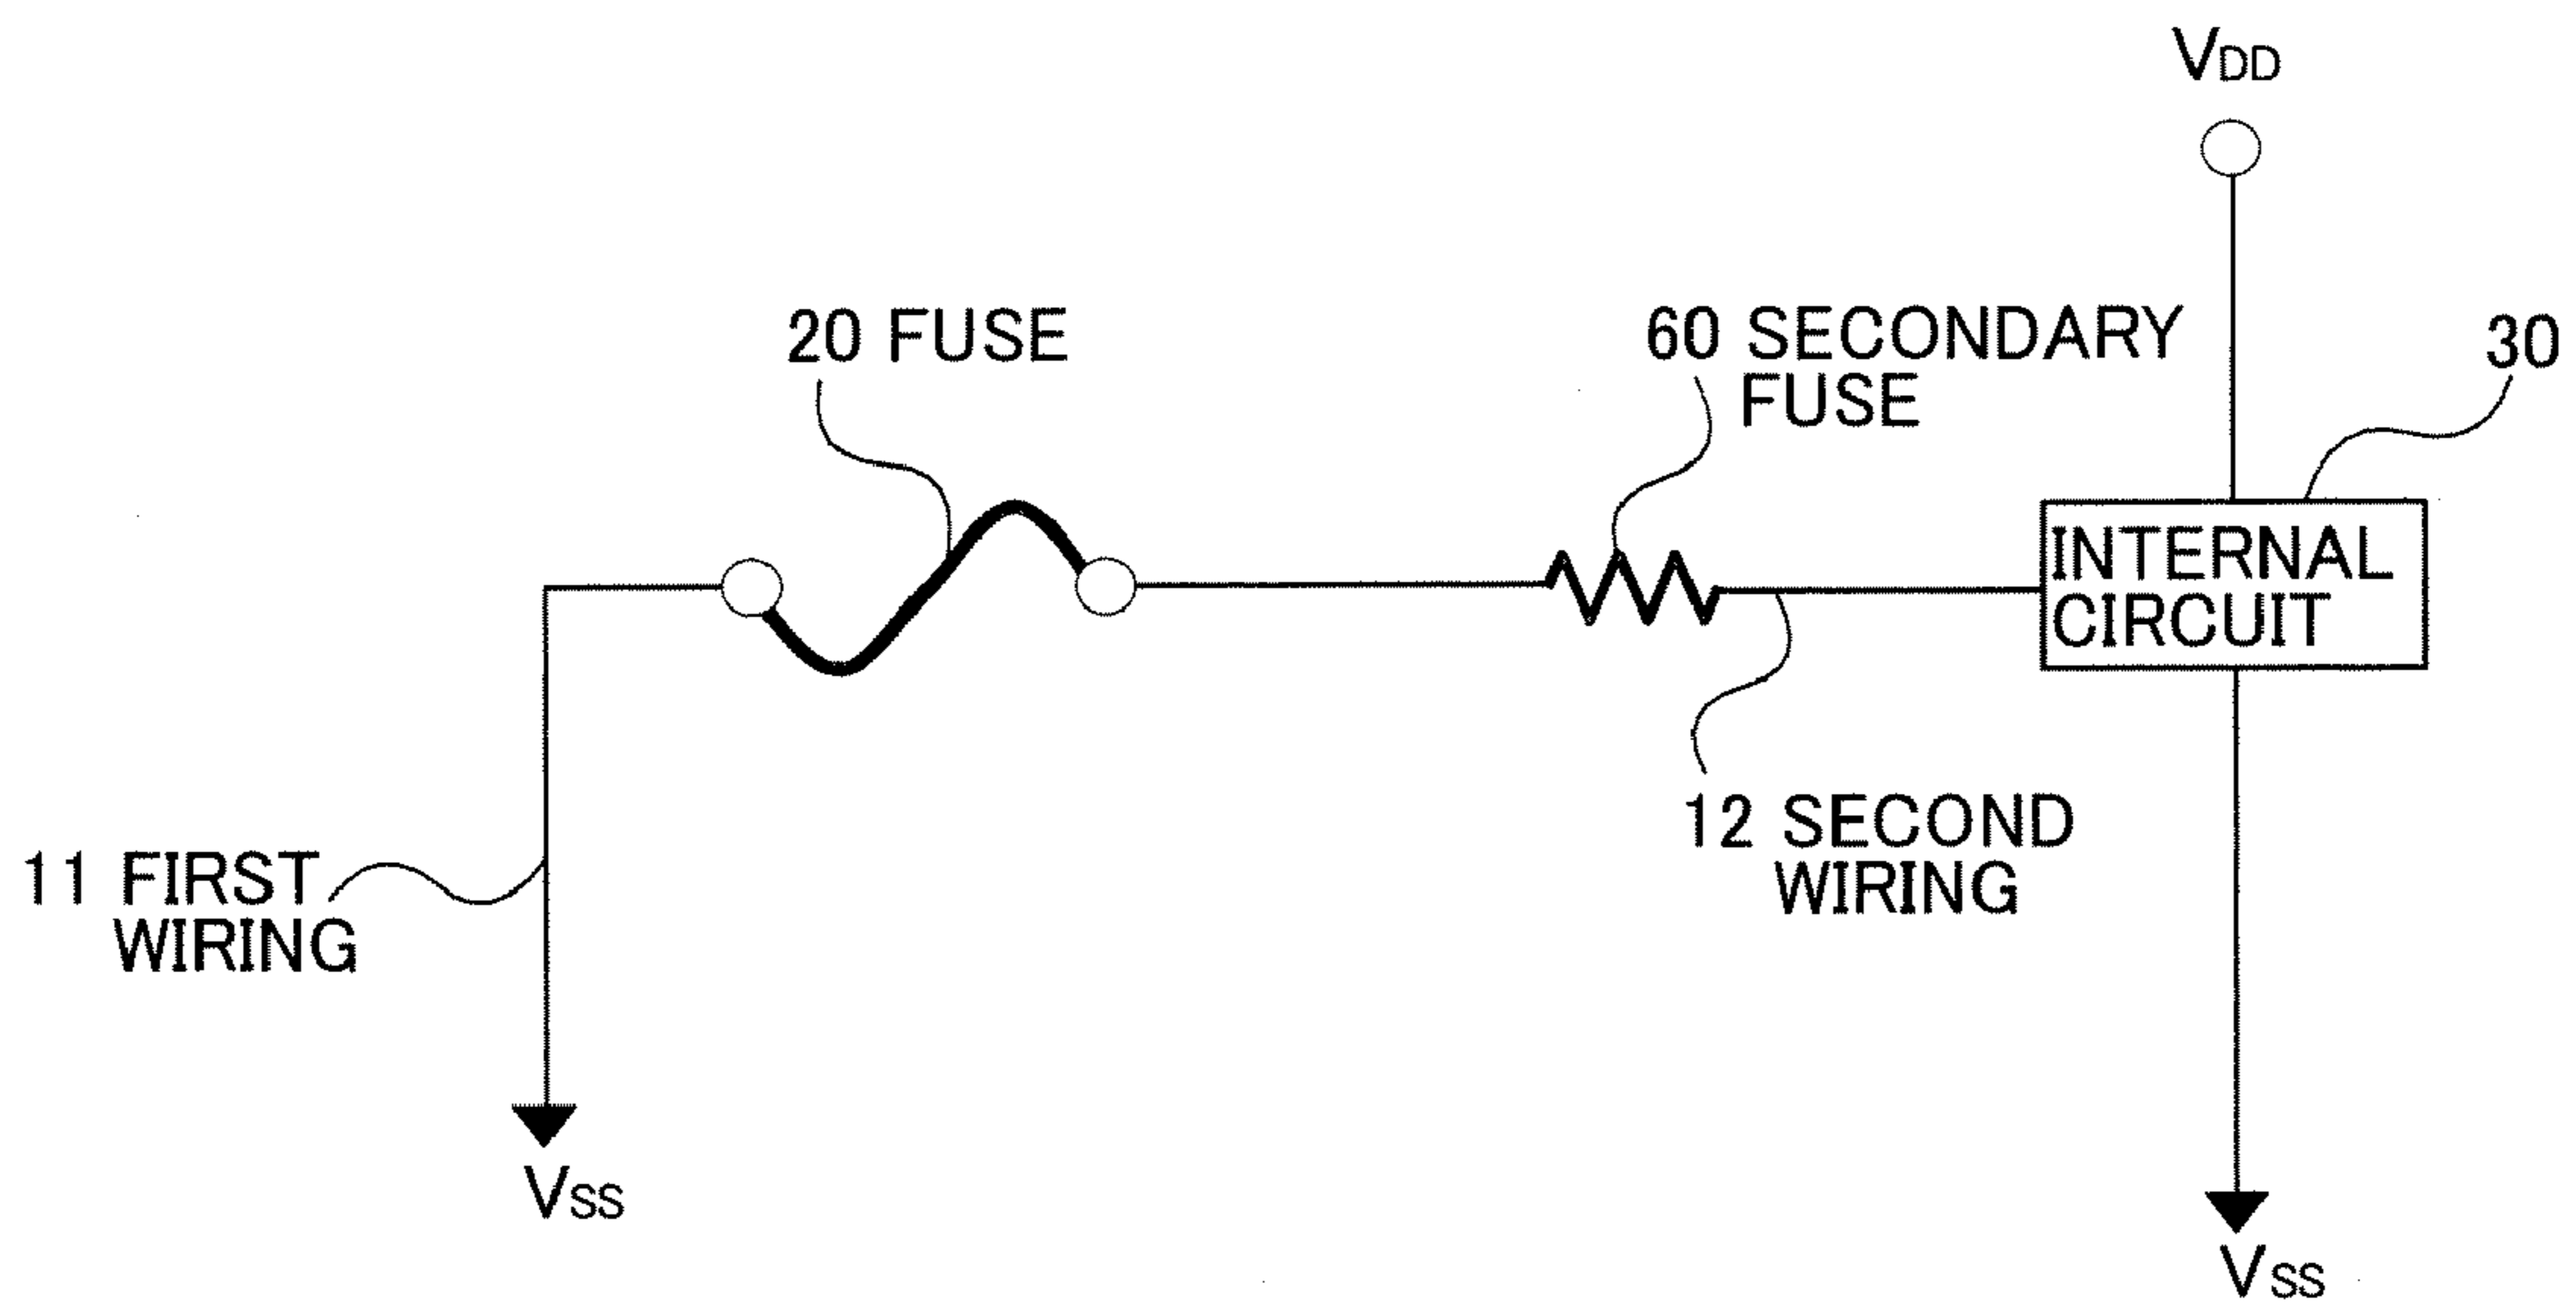 VDD
20 FUSE
60 SECONDARY
FUSE
30
INTERNAL
CIRCUIT
12 SECOND
WIRING
11 FIRST
WIRING
VSS
VSS